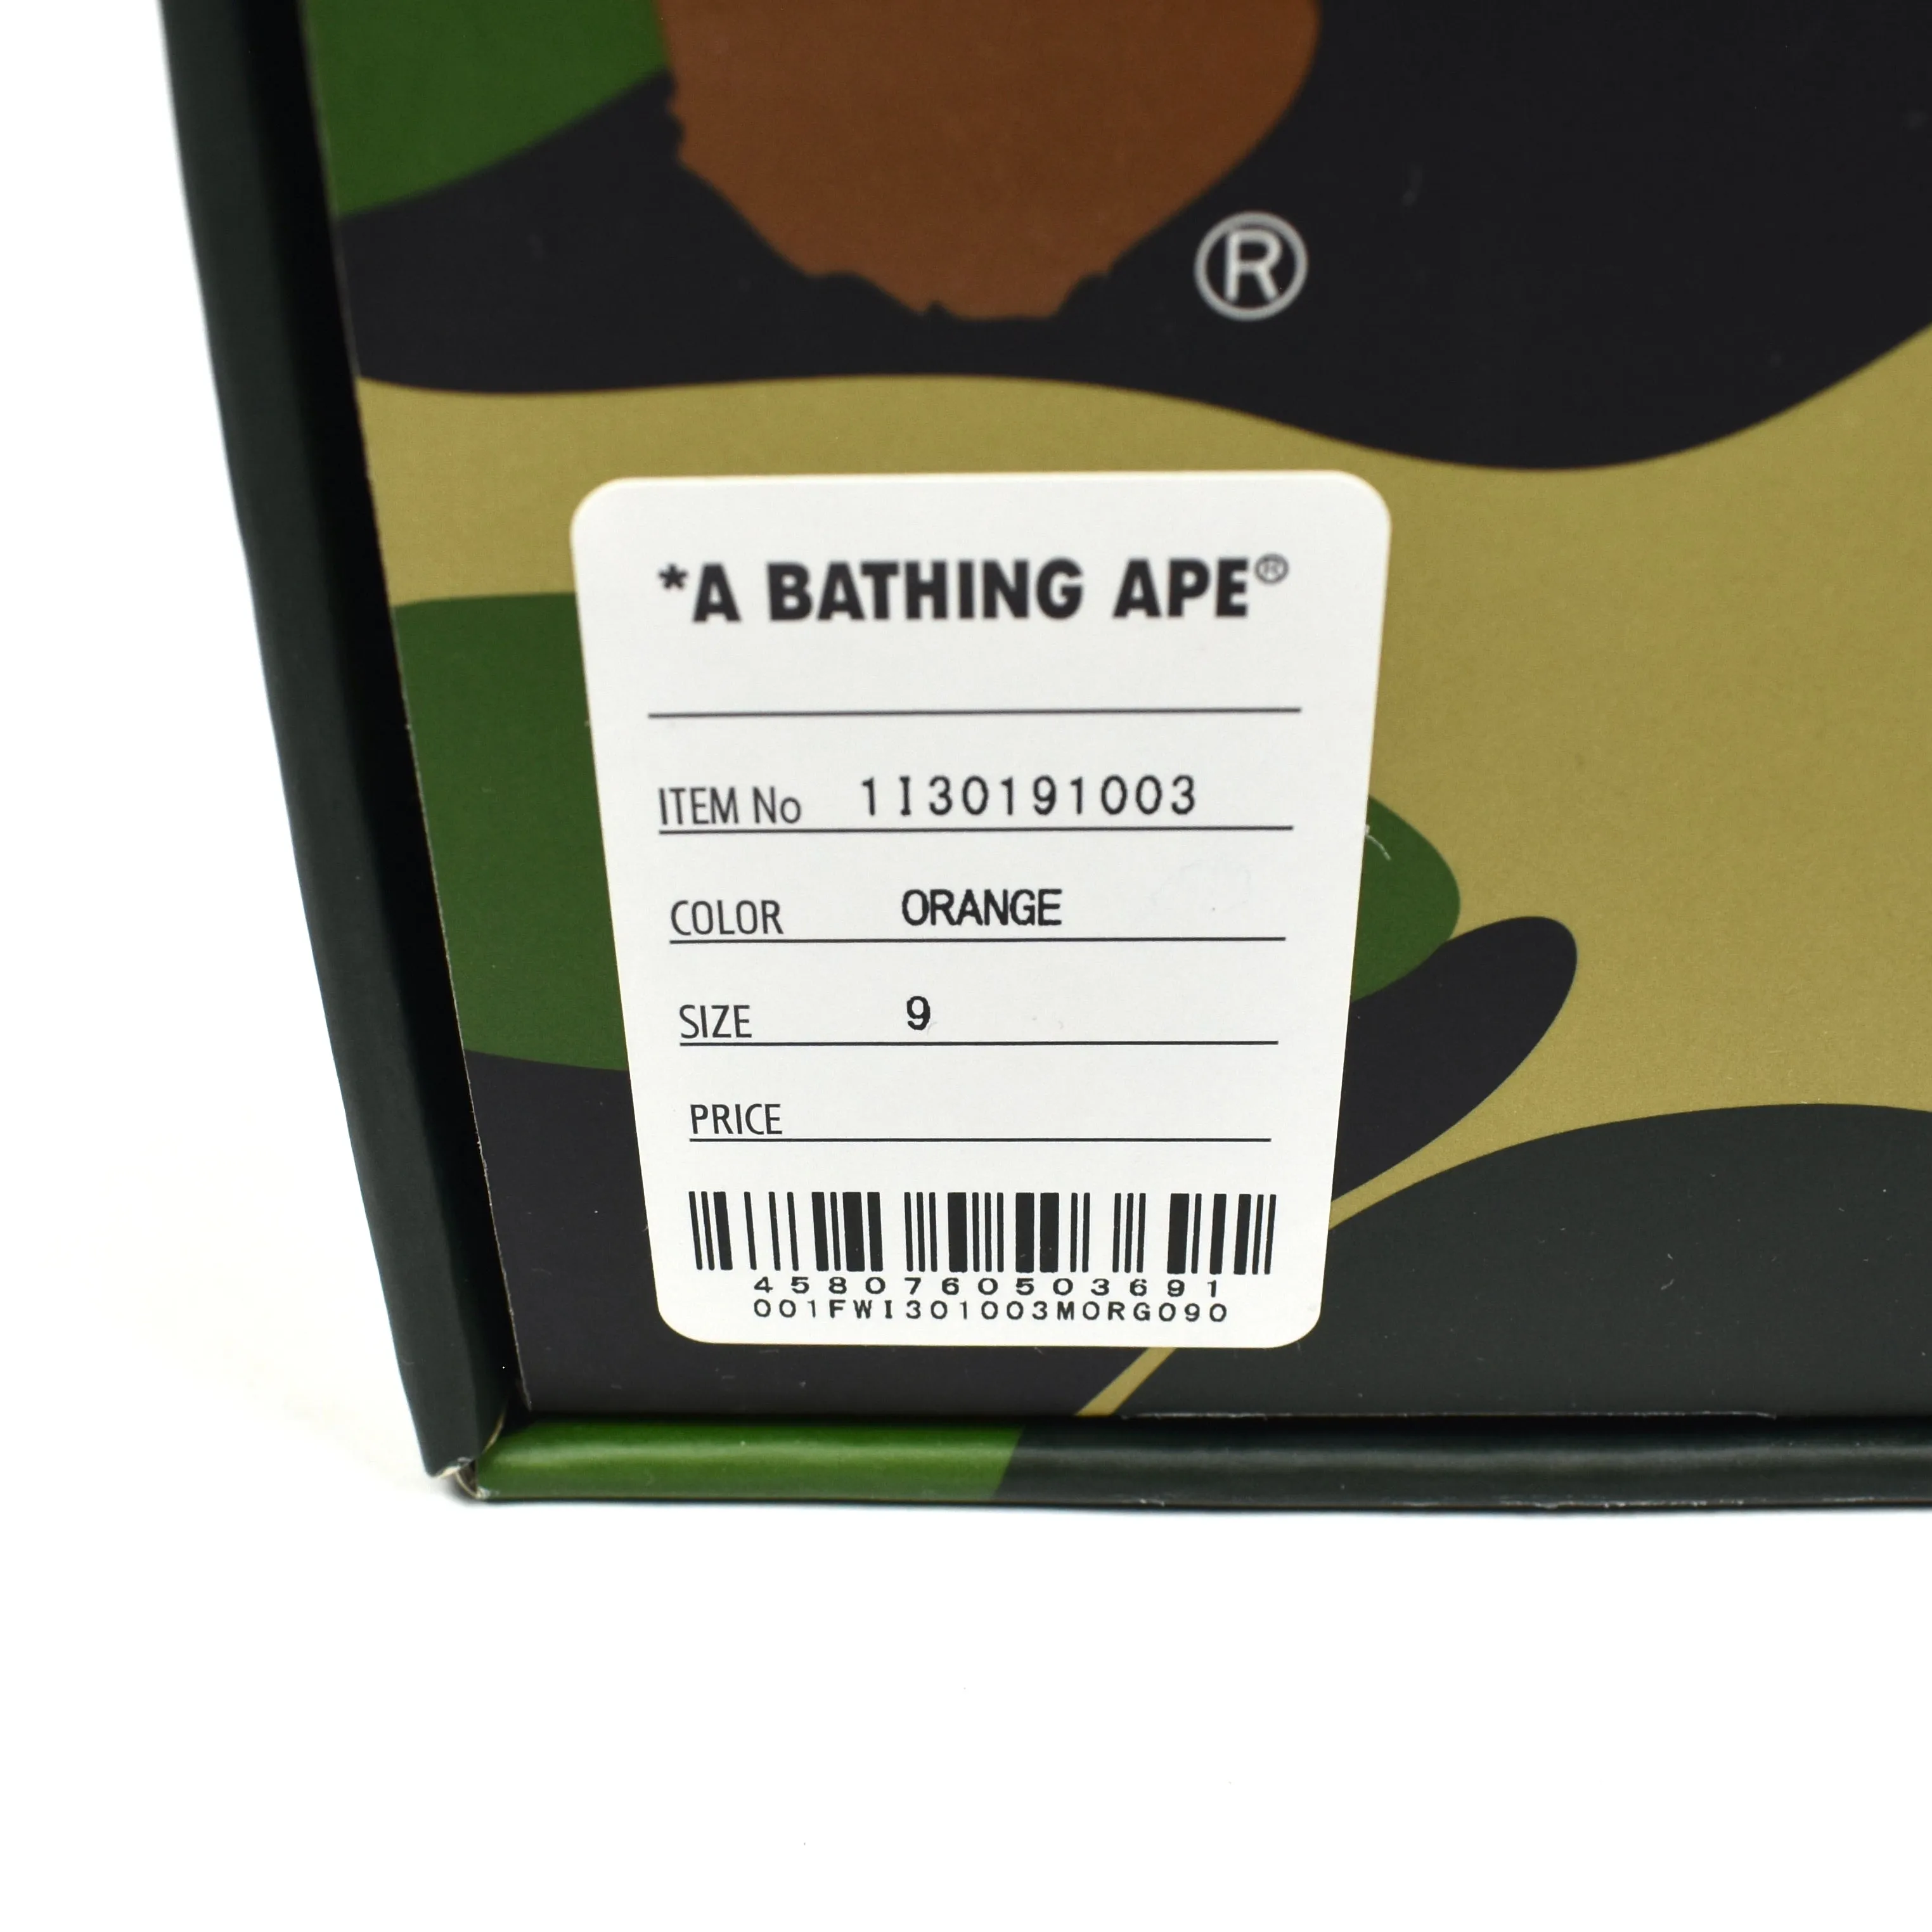 ®
*A BATHING APE®
ITEM No 1I30191003
COLOR ORANGE
SIZE 9
PRICE
4580760503691
001FWI301003MORG090